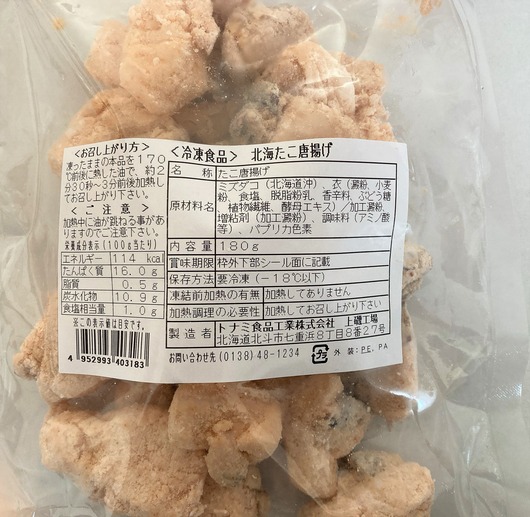 ＜お召し上がり方＞
凍ったままの本品を170
℃前後に熱した油で、約2
分30秒～3分前後加熱し
てお召し上がり下さい。
＜ご 注 意＞
加熱中に油が跳ねる事があ
りますのでご注意下さい。
栄養成分表示（100g当たり）
エネルギー 114 kcal
たんぱく質 16.0 g
脂質 0.5 g
炭水化物 10.9 g
食塩相当量 1.0 g
※この表示値は目安です。
4 952993 403183
＜冷凍食品＞ 北海たこ唐揚げ
名 称 たこ唐揚げ
原材料名 ミズダコ（北海道沖）、衣（澱粉、小麦
粉、食塩、脱脂粉乳、香辛料、ぶどう糖
、植物繊維、酵母エキス）／加工澱粉、
増粘剤（加工澱粉）、調味料（アミノ酸
等）、パプリカ色素
内容量 180g
賞味期限 枠外下部シール面に記載
保存方法 要冷凍（－18℃以下）
凍結前加熱の有無 加熱してありません
加熱調理の必要性 加熱してお召し上がり下さい
製造者 トナミ食品工業株式会社 上磯工場
北海道北斗市七重浜8丁目8番27号
お問い合わせ先（0138）48-1234 プラ 外 装：P.E, P.A